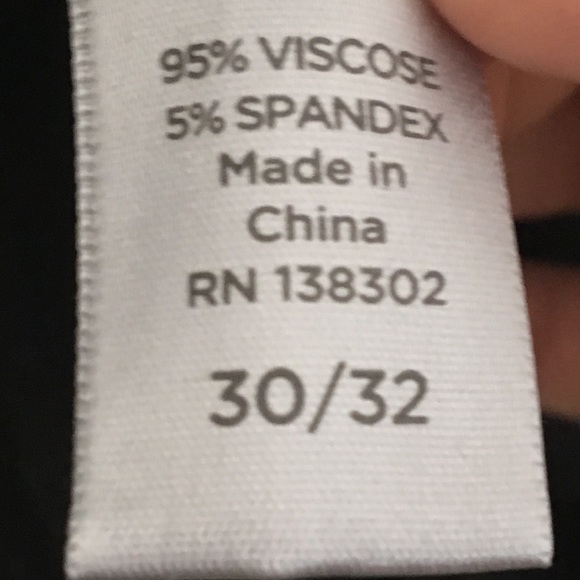 95% VISCOSE
5% SPANDEX
Made in
China
RN 138302
30/32